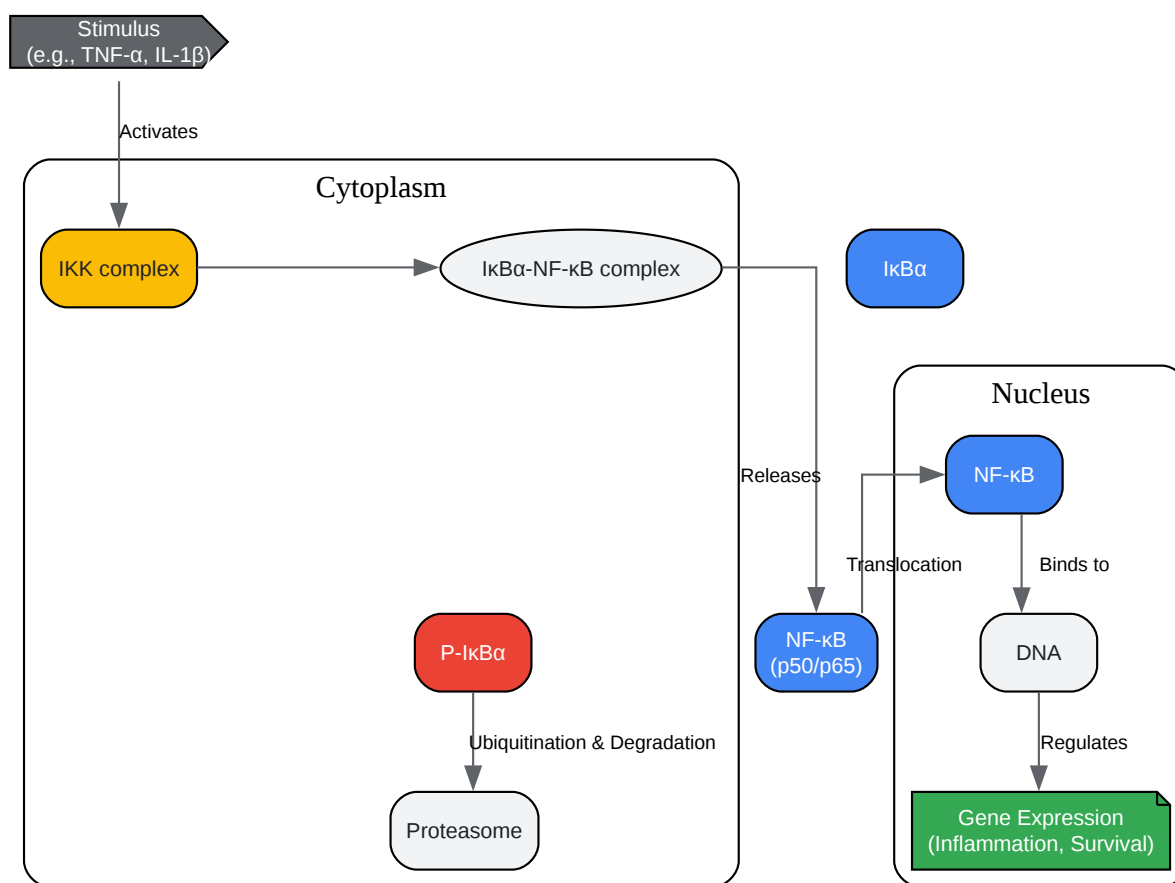 Stimulus
(e.g., TNF-α, IL-1β)
Activates
Cytoplasm
IKK complex
IκBα-NF-κB complex
IκBα
Nucleus
NF-κB
Releases
Translocation
Binds to
P-IκBα
NF-κB
(p50/p65)
DNA
Ubiquitination & Degradation
Regulates
Proteasome
Gene Expression
(Inflammation, Survival)